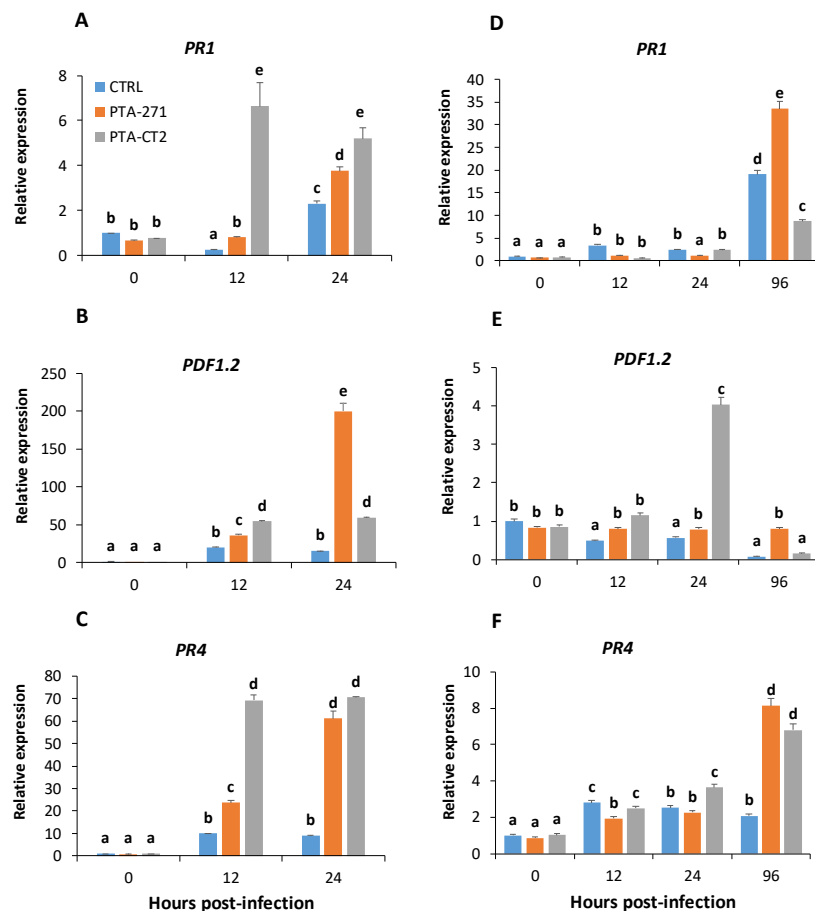 A
PR1
Relative expression
8
6
4
2
0
CTRL
PTA-271
PTA-CT2
b b b a b e c d e
0 12 24
B
PDF1.2
Relative expression
250
200
150
100
50
0
a a a b c d b e d
0 12 24
C
PR4
Relative expression
80
70
60
50
40
30
20
10
0
a a a b c d b d d
0 12 24
Hours post-infection
D
PR1
Relative expression
40
35
30
25
20
15
10
5
0
a a a b b b b a b d e c
0 12 24 96
E
PDF1.2
Relative expression
5
4
3
2
1
0
b b b a b b a b c a b a
0 12 24 96
F
PR4
Relative expression
10
8
6
4
2
0
a a a c b c b b c b d d
0 12 24 96
Hours post-infection